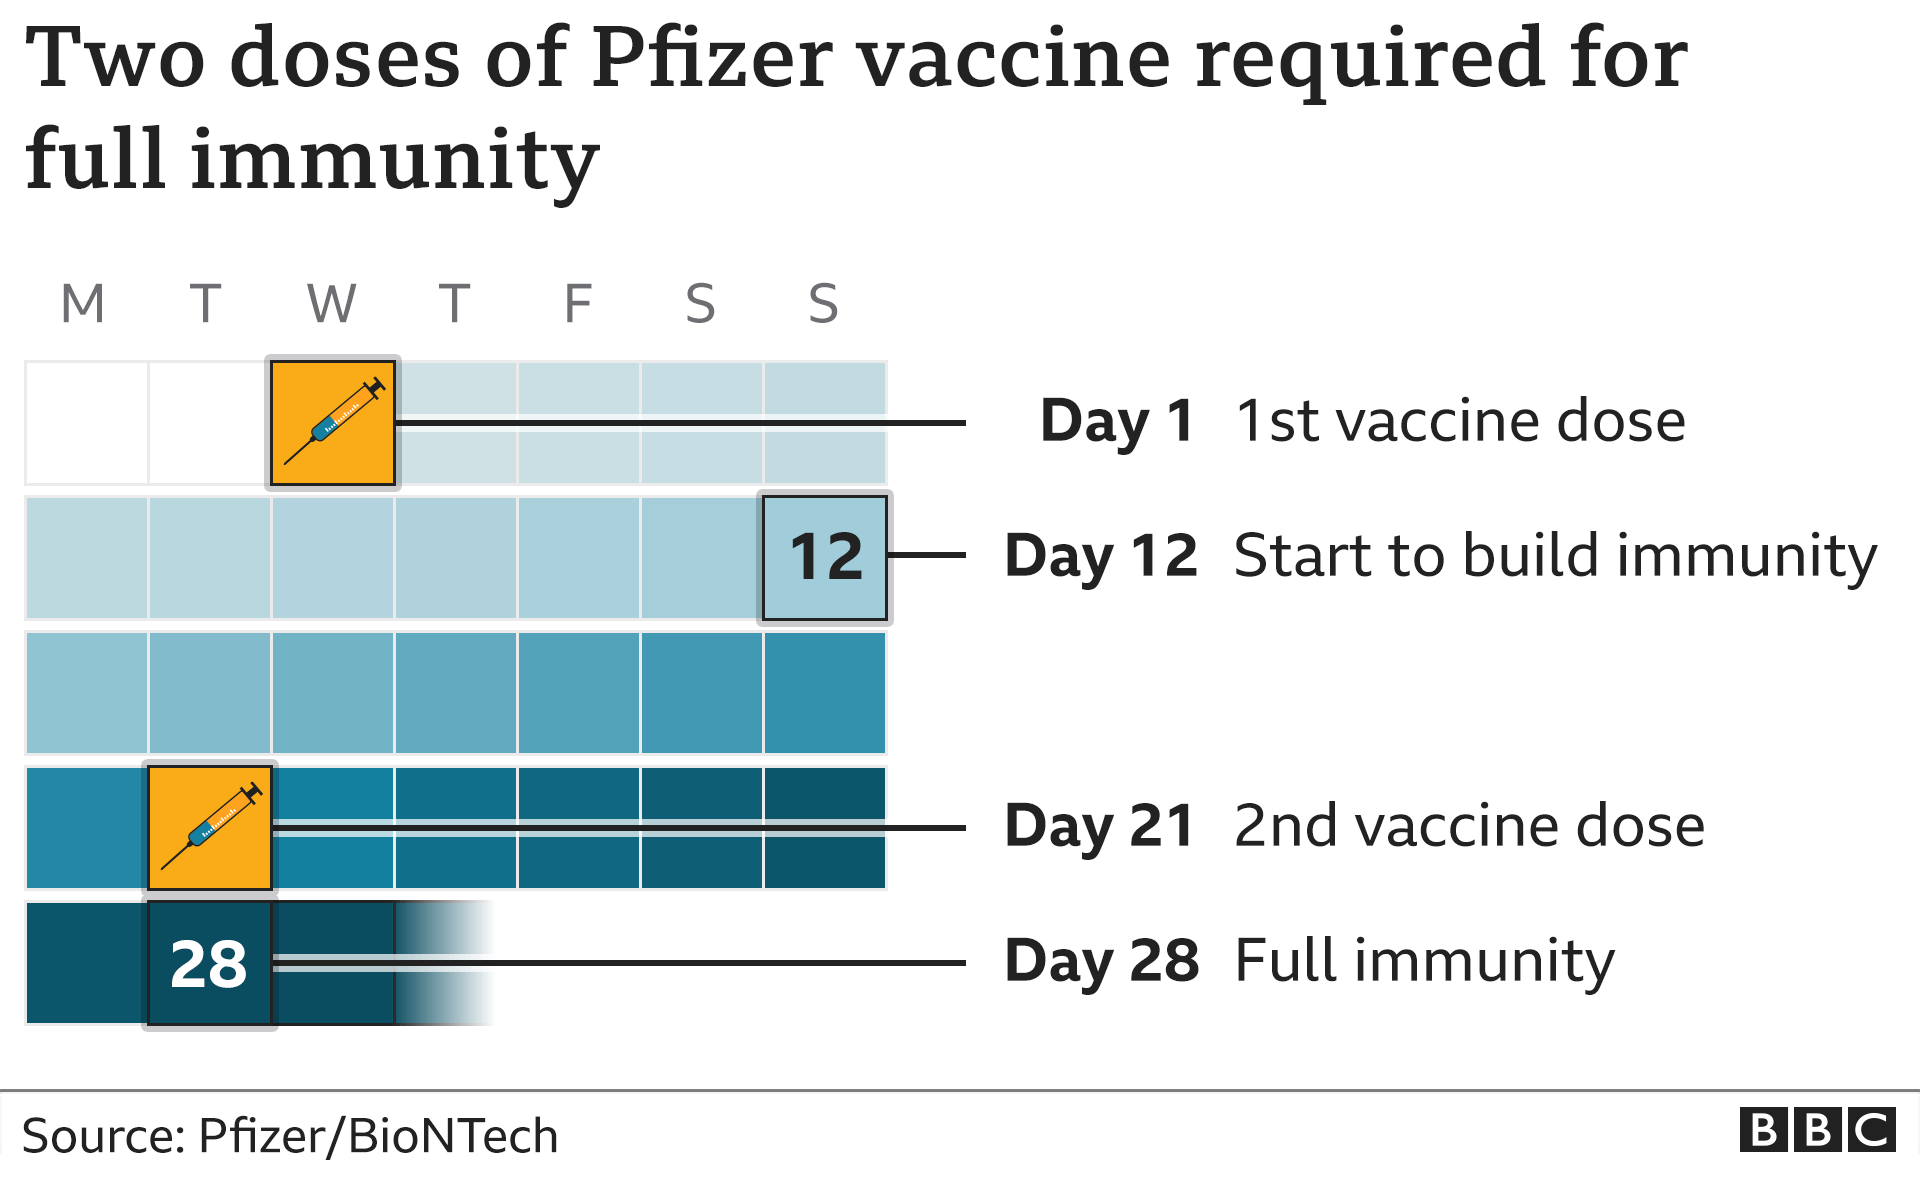 Two doses of Pfizer vaccine required for
full immunity
M T W T F S S
Day 1 1st vaccine dose
12 Day 12 Start to build immunity
Day 21 2nd vaccine dose
28 Day 28 Full immunity
Source: Pfizer/BioNTech
BBC